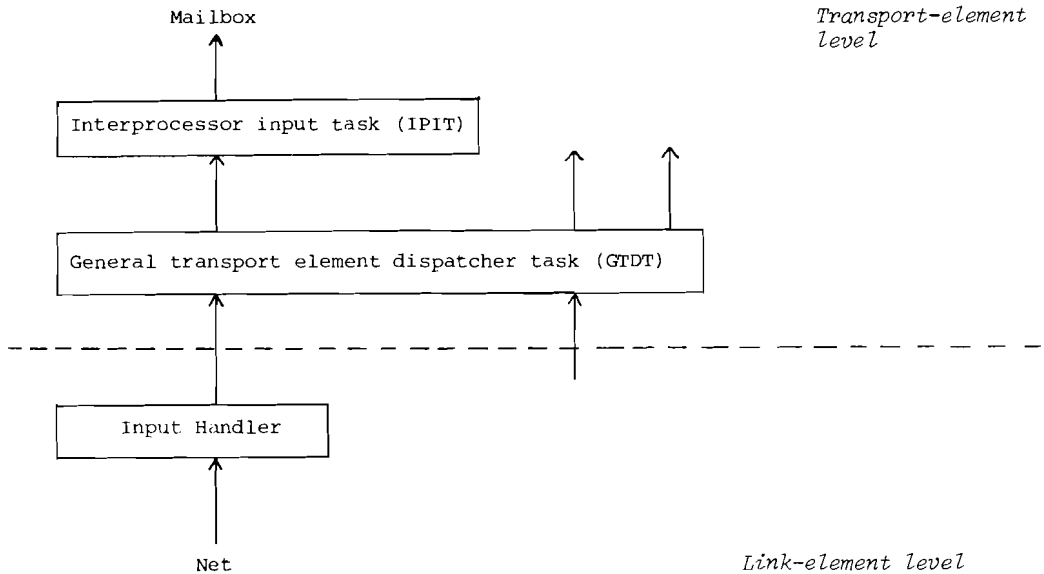 Mailbox
Transport-element
level
Interprocessor input task (IPIT)
General transport element dispatcher task (GTDT)
Input Handler
Net
Link-element level